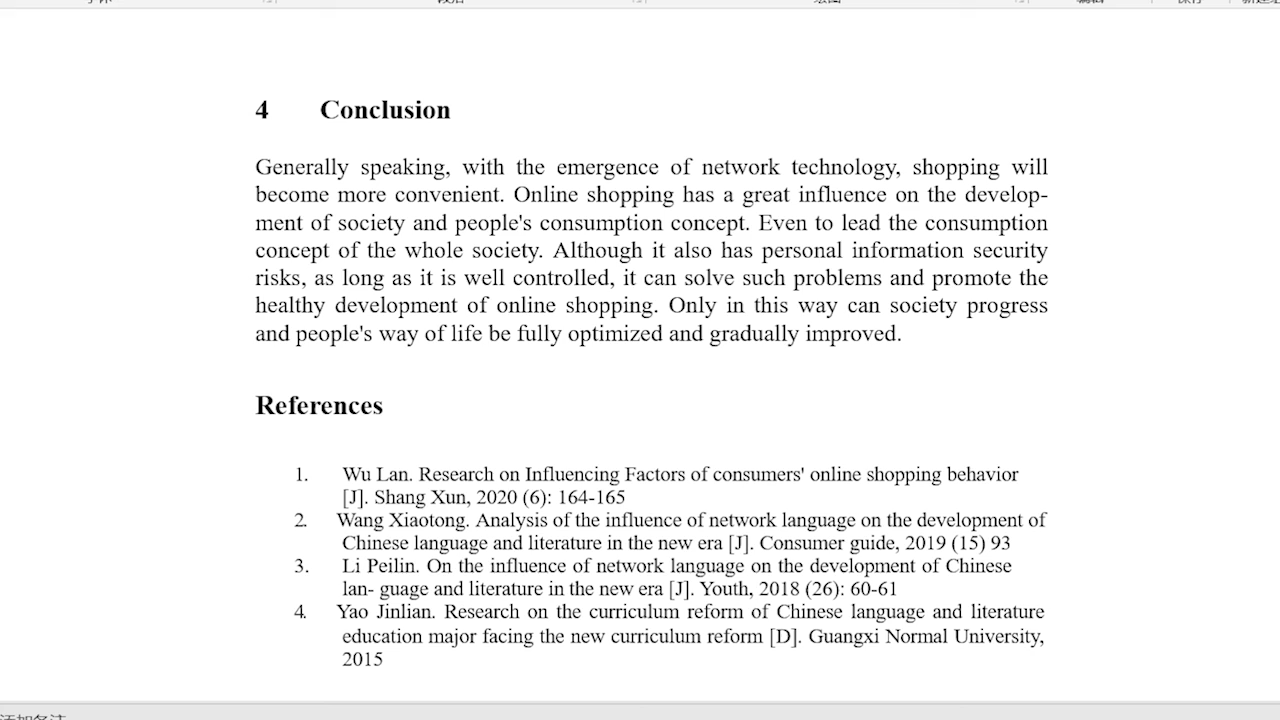 4 Conclusion
Generally speaking, with the emergence of network technology, shopping will
become more convenient. Online shopping has a great influence on the develop-
ment of society and people's consumption concept. Even to lead the consumption
concept of the whole society. Although it also has personal information security
risks, as long as it is well controlled, it can solve such problems and promote the
healthy development of online shopping. Only in this way can society progress
and people's way of life be fully optimized and gradually improved.
References
1. Wu Lan. Research on Influencing Factors of consumers' online shopping behavior
[J]. Shang Xun, 2020 (6): 164-165
2. Wang Xiaotong. Analysis of the influence of network language on the development of
Chinese language and literature in the new era [J]. Consumer guide, 2019 (15) 93
3. Li Peilin. On the influence of network language on the development of Chinese
lan- guage and literature in the new era [J]. Youth, 2018 (26): 60-61
4. Yao Jinlian. Research on the curriculum reform of Chinese language and literature
education major facing the new curriculum reform [D]. Guangxi Normal University,
2015